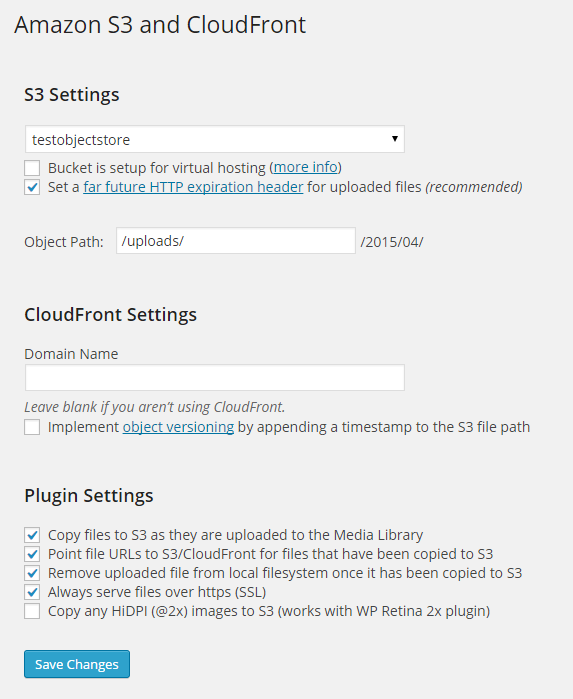 Amazon S3 and CloudFront
S3 Settings
testobjectstore
Bucket is setup for virtual hosting (more info)
Set a far future HTTP expiration header for uploaded files (recommended)
Object Path: /uploads/ /2015/04/
CloudFront Settings
Domain Name
Leave blank if you aren't using CloudFront.
Implement object versioning by appending a timestamp to the S3 file path
Plugin Settings
Copy files to S3 as they are uploaded to the Media Library
Point file URLs to S3/CloudFront for files that have been copied to S3
Remove uploaded file from local filesystem once it has been copied to S3
Always serve files over https (SSL)
Copy any HiDPI (@2x) images to S3 (works with WP Retina 2x plugin)
Save Changes